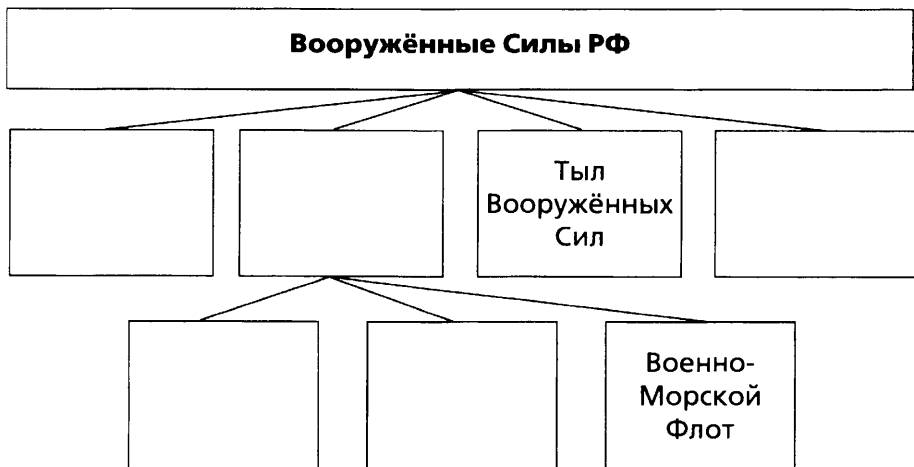 Вооружённые Силы РФ
Тыл
Вооружённых
Сил
Военно-
Морской
Флот